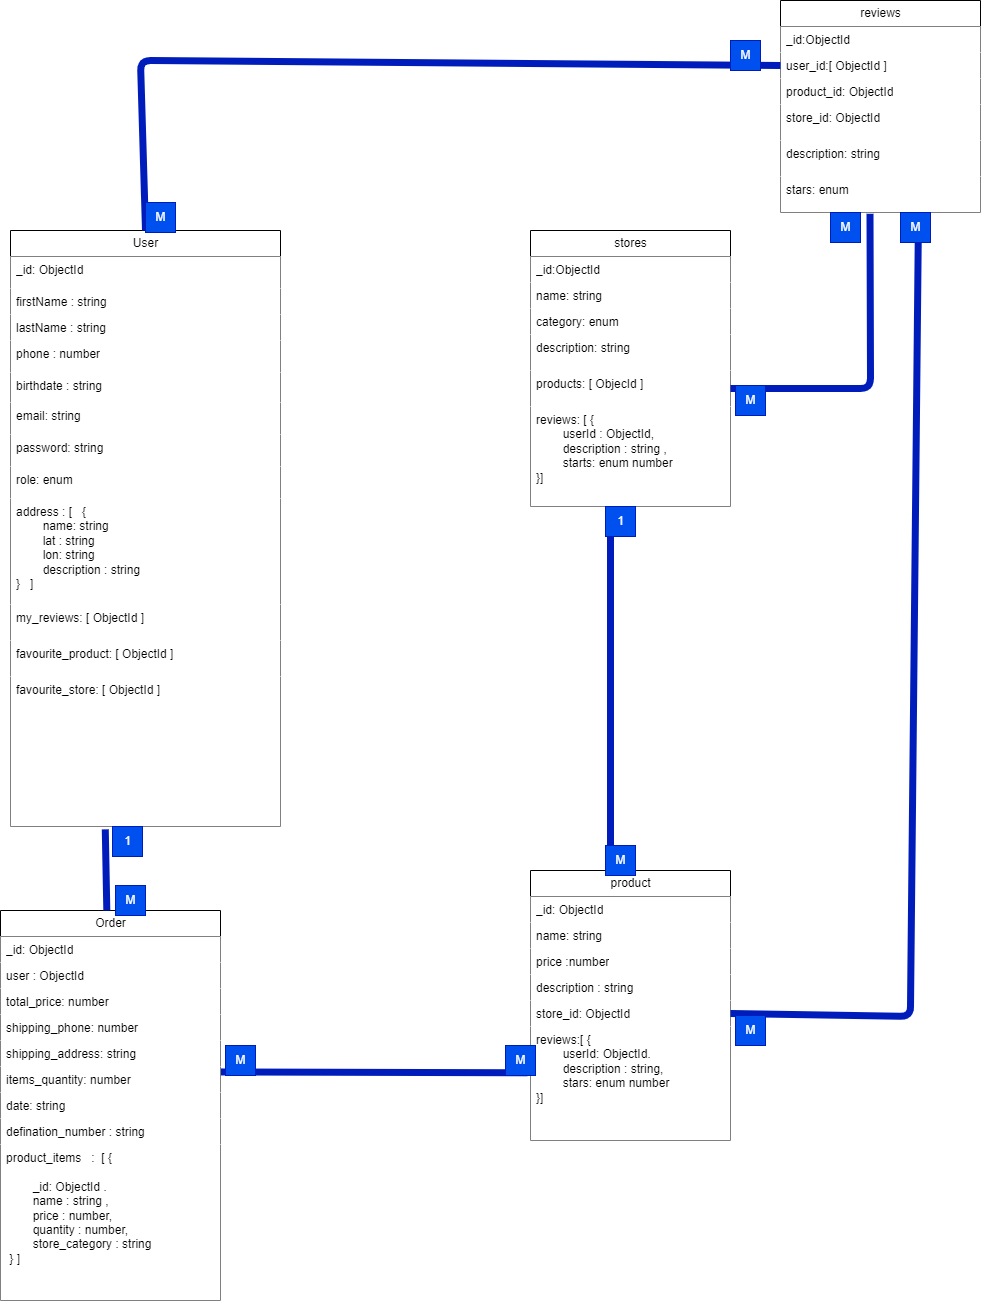 reviews
_id:ObjectId
user_id:[ ObjectId ]
product_id: ObjectId
store_id: ObjectId
description: string
stars: enum
M
M
M
M
User
_id: ObjectId
firstName : string
lastName : string
phone : number
birthdate : string
email: string
password: string
role: enum
address : [ {
name: string
lat : string
lon: string
description : string
} ]
my_reviews: [ ObjectId ]
favourite_product: [ ObjectId ]
favourite_store: [ ObjectId ]
stores
_id:ObjectId
name: string
category: enum
description: string
products: [ ObjecId ]
reviews: [ {
userId : ObjectId,
description : string ,
starts: enum number
}]
M
1
1
M
M
Order
_id: ObjectId
user : ObjectId
total_price: number
shipping_phone: number
shipping_address: string
items_quantity: number
date: string
defination_number : string
product_items : [ {
_id: ObjectId .
name : string ,
price : number,
quantity : number,
store_category : string
} ]
M
M
product
_id: ObjectId
name: string
price :number
description : string
store_id: ObjectId
reviews:[ {
userId: ObjectId.
description : string,
stars: enum number
}]
M